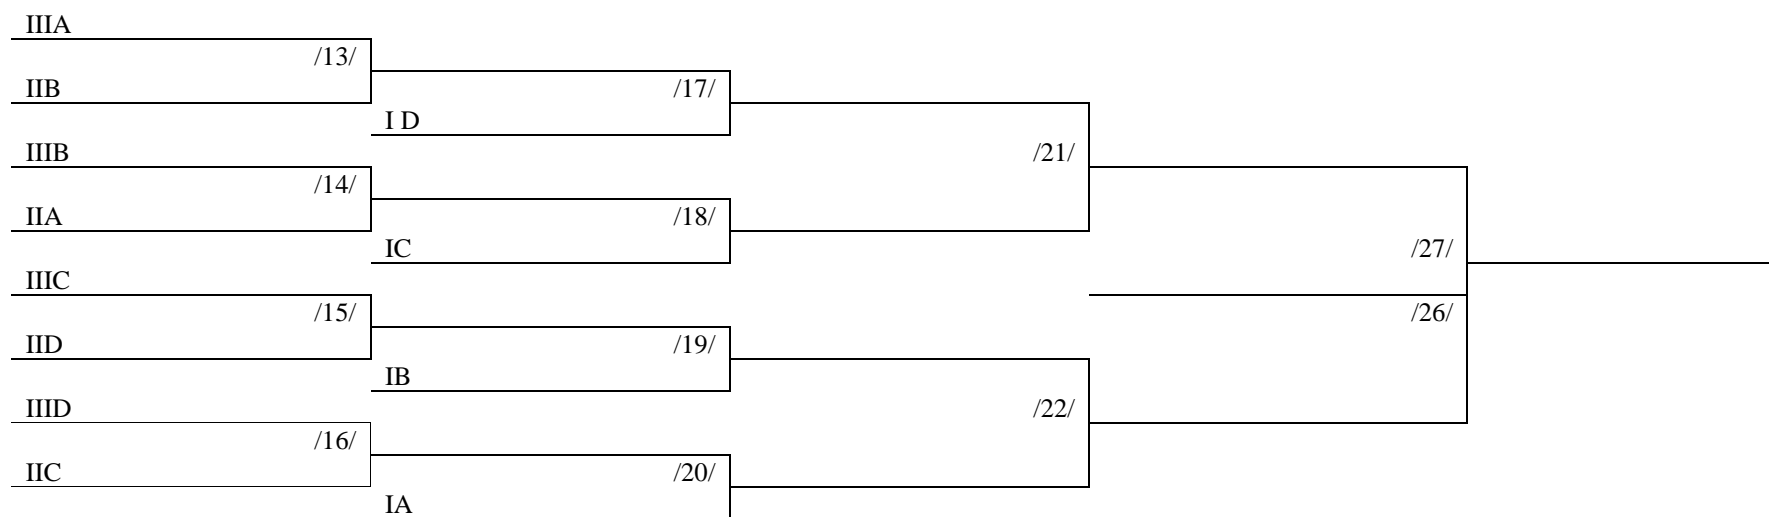 IIIA
/13/
IIB
/17/
I D
IIIB
/21/
/14/
IIA
/18/
IC
/27/
IIIC
/15/
/26/
IID
/19/
IB
IIID
/22/
/16/
IIC
/20/
IA